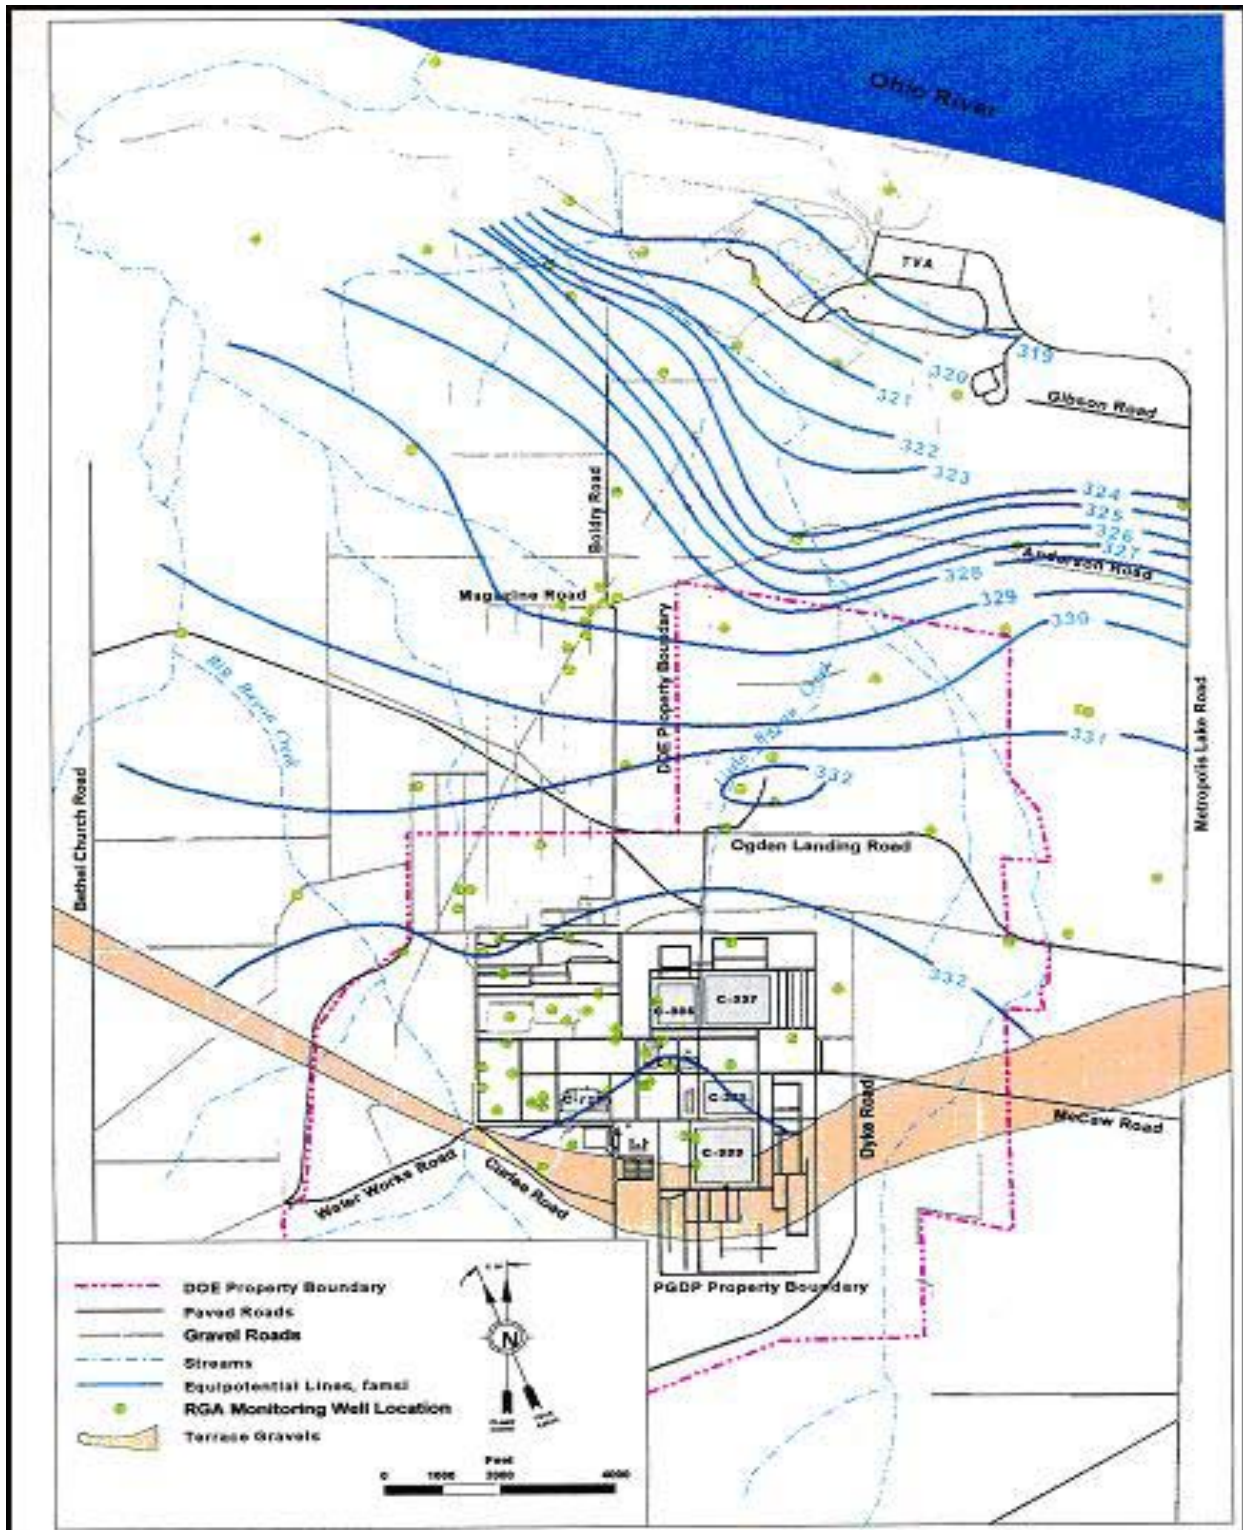 Ohio River
TVA
319
320
Gibson Road
321
322
323
324
325
326
327
Anderson Road
328
329
330
Boldry Road
Magazine Road
DOE Property Boundary
Big Bayou Creek
Little Bayou Creek
331
332
Metropolis Lake Road
Bethel Church Road
Ogden Landing Road
332
C-337
McCaw Road
Dyke Road
Water Works Road
Curlee Road
PGDP Property Boundary
DOE Property Boundary
Paved Roads
Gravel Roads
Streams
Equipotential Lines, famsl
RGA Monitoring Well Location
Terrace Gravels
N
Feet
0 1000 2000 4000